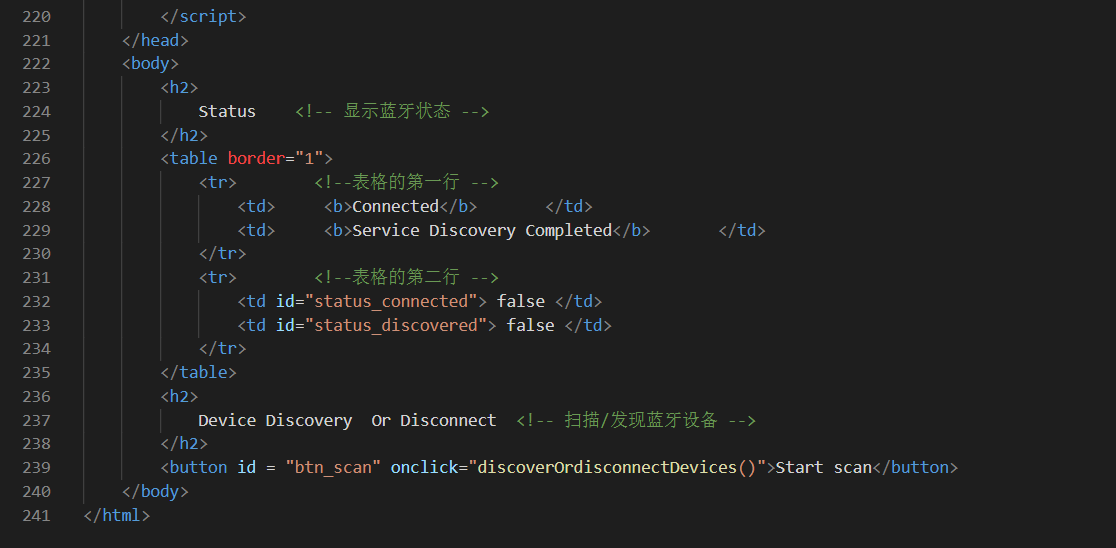 220 </script>
221 </head>
222 <body>
223 <h2>
224 Status    <!-- 显示蓝牙状态 -->
225 </h2>
226 <table border="1">
227 <tr>        <!--表格的第一行 -->
228 <td>     <b>Connected</b>       </td>
229 <td>     <b>Service Discovery Completed</b>       </td>
230 </tr>
231 <tr>        <!--表格的第二行 -->
232 <td id="status_connected"> false </td>
233 <td id="status_discovered"> false </td>
234 </tr>
235 </table>
236 <h2>
237 Device Discovery  Or Disconnect  <!-- 扫描/发现蓝牙设备 -->
238 </h2>
239 <button id = "btn_scan" onclick="discoverOrdisconnectDevices()">Start scan</button>
240 </body>
241 </html>